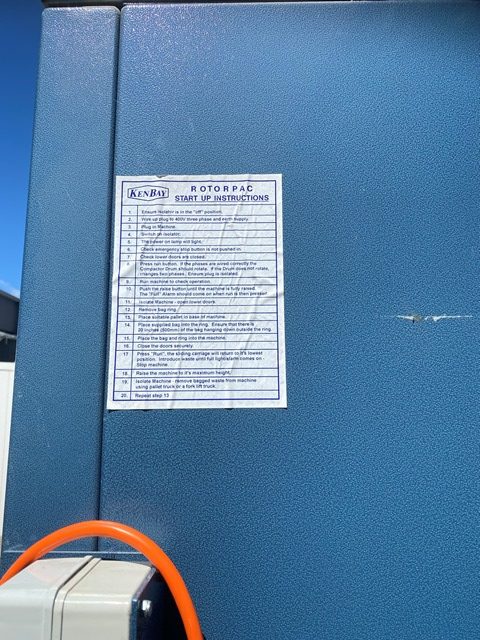 KENBAY
ROTORPAC
START UP INSTRUCTIONS
1. Ensure isolator is in the "off" position.
2. Wire up plug to 400V three phase and earth supply.
3. Plug in Machine.
4. Switch on isolator.
5. The power on lamp will light.
6. Check emergency stop button is not pushed in.
7. Check lower doors are closed.
8. Press run button. If the phases are wired correctly the
Compactor Drum should rotate. If the Drum does not rotate,
change two phases. Ensure plug is isolated.
9. Run machine to check operation.
10. Push the raise button until the machine is fully raised.
The "Full" Alarm should come on when run is then pressed
11. Isolate Machine - open lower doors.
12. Remove bag ring.
13. Place suitable pallet in base of machine.
14. Place supplied bag into the ring. Ensure that there is
20 inches (500mm) of the bag hanging down outside the ring.
15. Place the bag and ring into the machine.
16. Close the doors securely.
17. Press "Run", the sliding carriage will return to it's lowest
position. Introduce waste until full light/alarm comes on -
Stop machine.
18. Raise the machine to it's maximum height.
19. Isolate Machine - remove bagged waste from machine
using pallet truck or a fork lift truck.
20. Repeat step 13